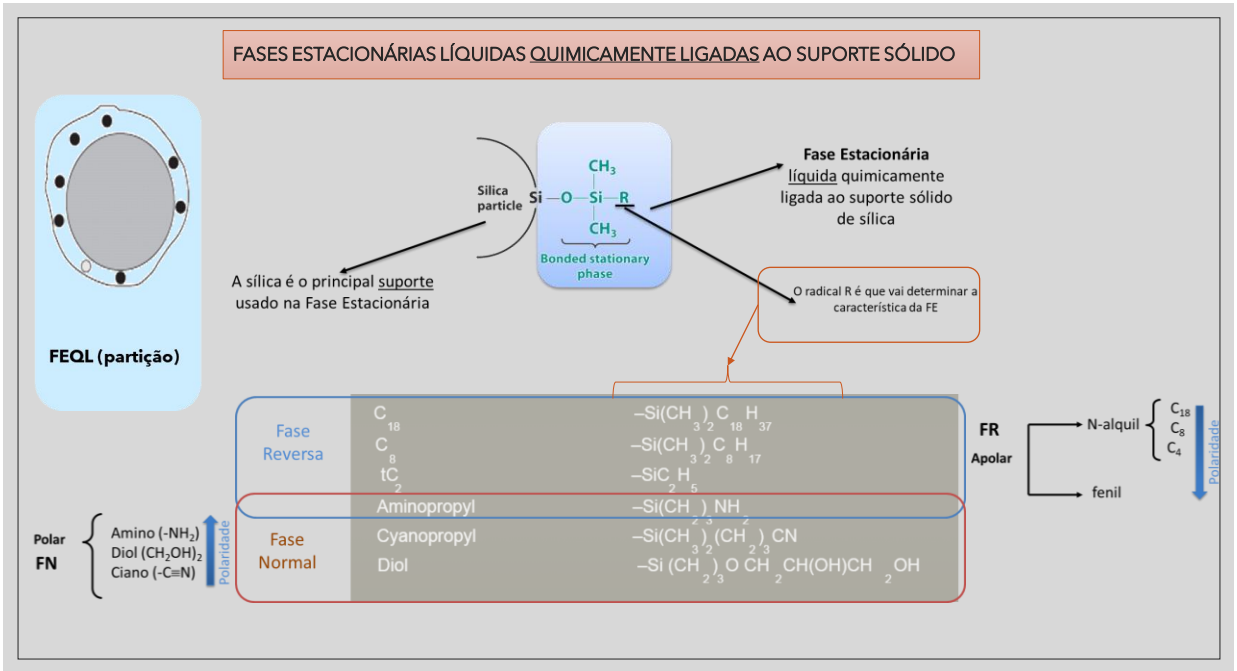 FASES ESTACIONÁRIAS LÍQUIDAS QUIMICAMENTE LIGADAS AO SUPORTE SÓLIDO
FEQL (partição)
Silica
particle
Si – O – Si – R
CH₃
CH₃
Bonded stationary
phase
Fase Estacionária
líquida quimicamente
ligada ao suporte sólido
de sílica
A sílica é o principal suporte
usado na Fase Estacionária
O radical R é que vai determinar a
característica da FE
Fase
Reversa
C₁₈ –Si(CH₃)₂C₁₈H₃₇
C₈ –Si(CH₃)₂C₈H₁₇
tC₂ –SiC₂H₅
Aminopropyl –Si(CH₂)₃NH₂
Fase
Normal
Cyanopropyl –Si(CH₃)₂(CH₂)₃CN
Diol –Si (CH₂)₃O CH₂CH(OH)CH₂OH
FR
Apolar
N-alquil
C₁₈
C₈
C₄
Polaridade
fenil
Polar
FN
Amino (-NH₂)
Diol (CH₂OH)₂
Ciano (-C≡N)
Polaridade